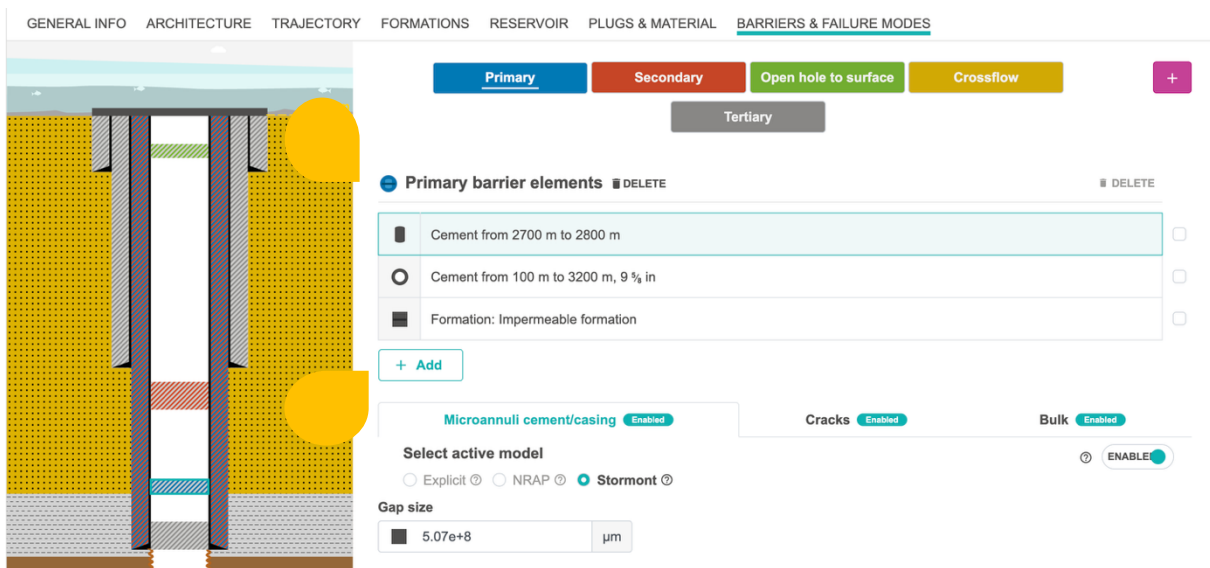 GENERAL INFO ARCHITECTURE TRAJECTORY FORMATIONS RESERVOIR PLUGS & MATERIAL BARRIERS & FAILURE MODES
Primary Secondary Open hole to surface Crossflow +
Tertiary
Primary barrier elements DELETE DELETE
Cement from 2700 m to 2800 m
Cement from 100 m to 3200 m, 9 ⅝ in
Formation: Impermeable formation
+ Add
Microannuli cement/casing Enabled Cracks Enabled Bulk Enabled
Select active model ? ENABLED
Explicit ? NRAP ? Stormont ?
Gap size
5.07e+8 μm